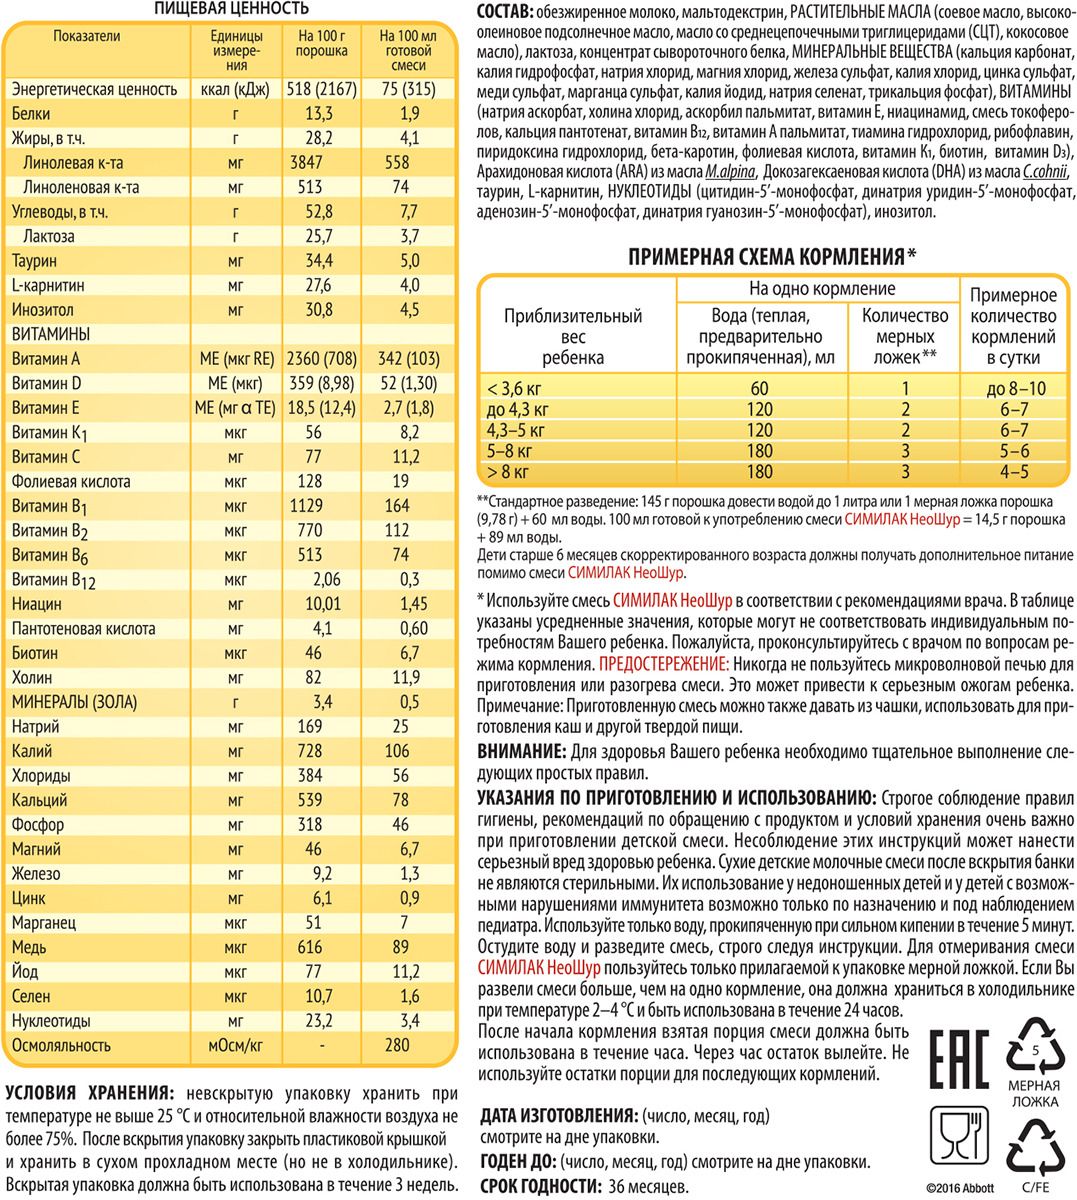 ПИЩЕВАЯ ЦЕННОСТЬ
Показатели Единицы измере- ния На 100 г порошка На 100 мл готовой смеси
Энергетическая ценность ккал (кДж) 518 (2167) 75 (315)
Белки г 13,3 1,9
Жиры, в т.ч. г 28,2 4,1
Линолевая к-та мг 3847 558
Линоленовая к-та мг 513 74
Углеводы, в т.ч. г 52,8 7,7
Лактоза г 25,7 3,7
Таурин мг 34,4 5,0
L-карнитин мг 27,6 4,0
Инозитол мг 30,8 4,5
ВИТАМИНЫ
Витамин А МЕ (мкг RE) 2360 (708) 342 (103)
Витамин D МЕ (мкг) 359 (8,98) 52 (1,30)
Витамин Е МЕ (мг α TE) 18,5 (12,4) 2,7 (1,8)
Витамин K1 мкг 56 8,2
Витамин С мг 77 11,2
Фолиевая кислота мкг 128 19
Витамин B1 мкг 1129 164
Витамин B2 мкг 770 112
Витамин B6 мкг 513 74
Витамин B12 мкг 2,06 0,3
Ниацин мг 10,01 1,45
Пантотеновая кислота мг 4,1 0,60
Биотин мкг 46 6,7
Холин мг 82 11,9
МИНЕРАЛЫ (ЗОЛА) г 3,4 0,5
Натрий мг 169 25
Калий мг 728 106
Хлориды мг 384 56
Кальций мг 539 78
Фосфор мг 318 46
Магний мг 46 6,7
Железо мг 9,2 1,3
Цинк мг 6,1 0,9
Марганец мкг 51 7
Медь мкг 616 89
Йод мкг 77 11,2
Селен мкг 10,7 1,6
Нуклеотиды мг 23,2 3,4
Осмоляльность мОсм/кг - 280
УСЛОВИЯ ХРАНЕНИЯ: невскрытую упаковку хранить при
температуре не выше 25 °С и относительной влажности воздуха не
более 75%. После вскрытия упаковку закрыть пластиковой крышкой
и хранить в сухом прохладном месте (но не в холодильнике).
Вскрытая упаковка должна быть использована в течение 3 недель.
СОСТАВ: обезжиренное молоко, мальтодекстрин, РАСТИТЕЛЬНЫЕ МАСЛА (соевое масло, высоко-
олеиновое подсолнечное масло, масло со среднецепочечными триглицеридами (СЦТ), кокосовое
масло), лактоза, концентрат сывороточного белка, МИНЕРАЛЬНЫЕ ВЕЩЕСТВА (кальция карбонат,
калия гидрофосфат, натрия хлорид, магния хлорид, железа сульфат, калия хлорид, цинка сульфат,
меди сульфат, марганца сульфат, калия йодид, натрия селенат, трикальция фосфат), ВИТАМИНЫ
(натрия аскорбат, холина хлорид, аскорбил пальмитат, витамин Е, ниацинамид, смесь токоферо-
лов, кальция пантотенат, витамин B12, витамин А пальмитат, тиамина гидрохлорид, рибофлавин,
пиридоксина гидрохлорид, бета-каротин, фолиевая кислота, витамин К1, биотин, витамин D3),
Арахидоновая кислота (ARA) из масла M.alpina, Докозагексаеновая кислота (DHA) из масла C.cohnii,
таурин, L-карнитин, НУКЛЕОТИДЫ (цитидин-5’-монофосфат, динатрия уридин-5’-монофосфат,
аденозин-5’-монофосфат, динатрия гуанозин-5’-монофосфат), инозитол.
ПРИМЕРНАЯ СХЕМА КОРМЛЕНИЯ*
Приблизительный вес ребенка На одно кормление Вода (теплая, предварительно прокипяченная), мл Количество мерных ложек** Примерное количество кормлений в сутки
< 3,6 кг 60 1 до 8–10
до 4,3 кг 120 2 6–7
4,3–5 кг 120 2 6–7
5–8 кг 180 3 5–6
> 8 кг 180 3 4–5
**Стандартное разведение: 145 г порошка довести водой до 1 литра или 1 мерная ложка порошка
(9,78 г) + 60 мл воды. 100 мл готовой к употреблению смеси СИМИЛАК НеоШур = 14,5 г порошка
+ 89 мл воды.
Дети старше 6 месяцев скорректированного возраста должны получать дополнительное питание
помимо смеси СИМИЛАК НеоШур.
* Используйте смесь СИМИЛАК НеоШур в соответствии с рекомендациями врача. В таблице
указаны усредненные значения, которые могут не соответствовать индивидуальным по-
требностям Вашего ребенка. Пожалуйста, проконсультируйтесь с врачом по вопросам ре-
жима кормления. ПРЕДОСТЕРЕЖЕНИЕ: Никогда не пользуйтесь микроволновой печью для
приготовления или разогрева смеси. Это может привести к серьезным ожогам ребенка.
Примечание: Приготовленную смесь можно также давать из чашки, использовать для при-
готовления каш и другой твердой пищи.
ВНИМАНИЕ: Для здоровья Вашего ребенка необходимо тщательное выполнение сле-
дующих простых правил.
УКАЗАНИЯ ПО ПРИГОТОВЛЕНИЮ И ИСПОЛЬЗОВАНИЮ: Строгое соблюдение правил
гигиены, рекомендаций по обращению с продуктом и условий хранения очень важно
при приготовлении детской смеси. Несоблюдение этих инструкций может нанести
серьезный вред здоровью ребенка. Сухие детские молочные смеси после вскрытия банки
не являются стерильными. Их использование у недоношенных детей и у детей с возмож-
ными нарушениями иммунитета возможно только по назначению и под наблюдением
педиатра. Используйте только воду, прокипяченную при сильном кипении в течение 5 минут.
Остудите воду и разведите смесь, строго следуя инструкции. Для отмеривания смеси
СИМИЛАК НеоШур пользуйтесь только прилагаемой к упаковке мерной ложкой. Если Вы
развели смеси больше, чем на одно кормление, она должна храниться в холодильнике
при температуре 2–4 °С и быть использована в течение 24 часов.
После начала кормления взятая порция смеси должна быть
использована в течение часа. Через час остаток вылейте. Не
используйте остатки порции для последующих кормлений.
ДАТА ИЗГОТОВЛЕНИЯ: (число, месяц, год)
смотрите на дне упаковки.
ГОДЕН ДО: (число, месяц, год) смотрите на дне упаковки.
СРОК ГОДНОСТИ: 36 месяцев.
EAC
5
МЕРНАЯ
ЛОЖКА
C/FE
©2016 Abbott